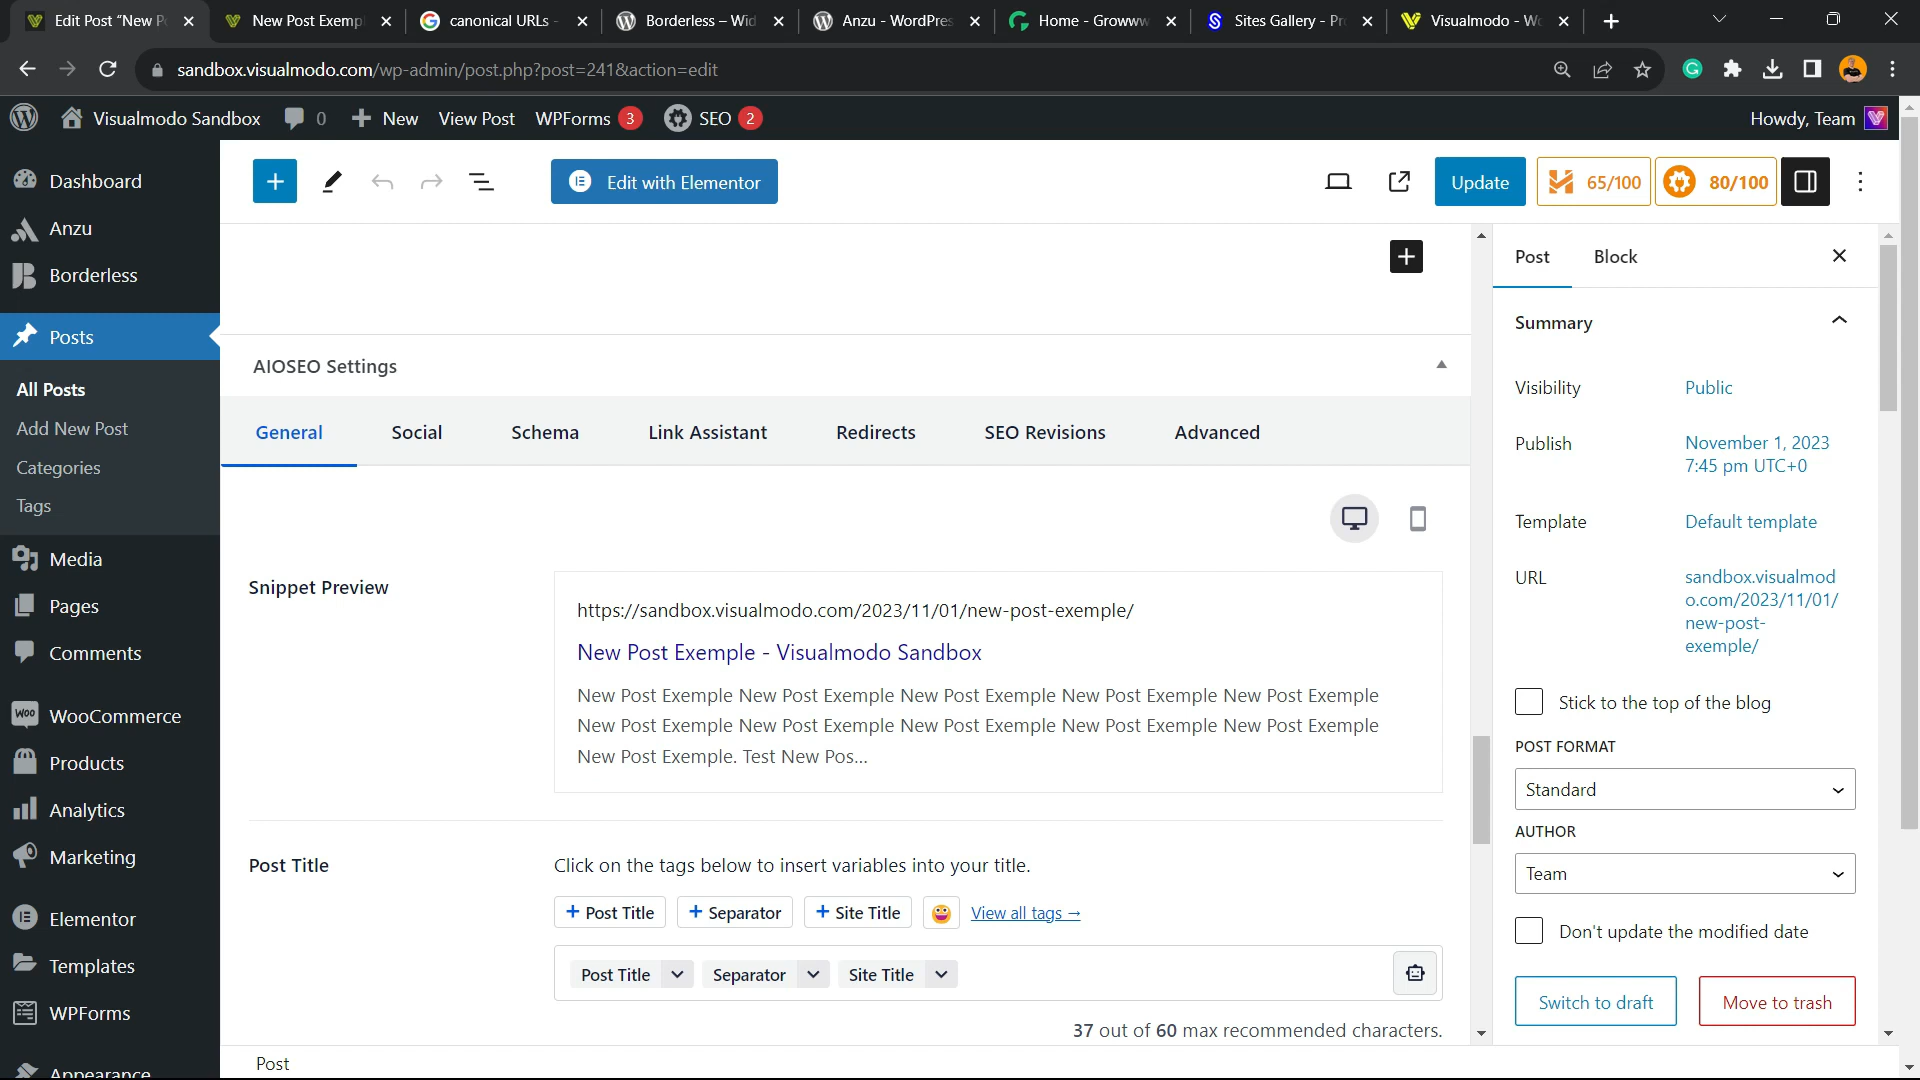 Edit Post "New P
New Post Exempl
canonical URLs -
Borderless – Wid
Anzu - WordPres
Home - Growww
Sites Gallery - Pr
Visualmodo - Wo
sandbox.visualmodo.com/wp-admin/post.php?post=241&action=edit
Visualmodo Sandbox
0
New
View Post
WPForms 3
SEO 2
Howdy, Team
Dashboard
Anzu
Borderless
Posts
All Posts
Add New Post
Categories
Tags
Media
Pages
Comments
WooCommerce
Products
Analytics
Marketing
Elementor
Templates
WPForms
Appearance
Edit with Elementor
Update
65/100
80/100
AIOSEO Settings
General
Social
Schema
Link Assistant
Redirects
SEO Revisions
Advanced
Snippet Preview
https://sandbox.visualmodo.com/2023/11/01/new-post-exemple/
New Post Exemple - Visualmodo Sandbox
New Post Exemple New Post Exemple New Post Exemple New Post Exemple New Post Exemple
New Post Exemple New Post Exemple New Post Exemple New Post Exemple New Post Exemple
New Post Exemple. Test New Pos...
Post Title
Click on the tags below to insert variables into your title.
+ Post Title
+ Separator
+ Site Title
View all tags →
Post Title
Separator
Site Title
37 out of 60 max recommended characters.
Post
Post
Block
Summary
Visibility
Public
Publish
November 1, 2023
7:45 pm UTC+0
Template
Default template
URL
sandbox.visualmod
o.com/2023/11/01/
new-post-
exemple/
Stick to the top of the blog
POST FORMAT
Standard
AUTHOR
Team
Don't update the modified date
Switch to draft
Move to trash